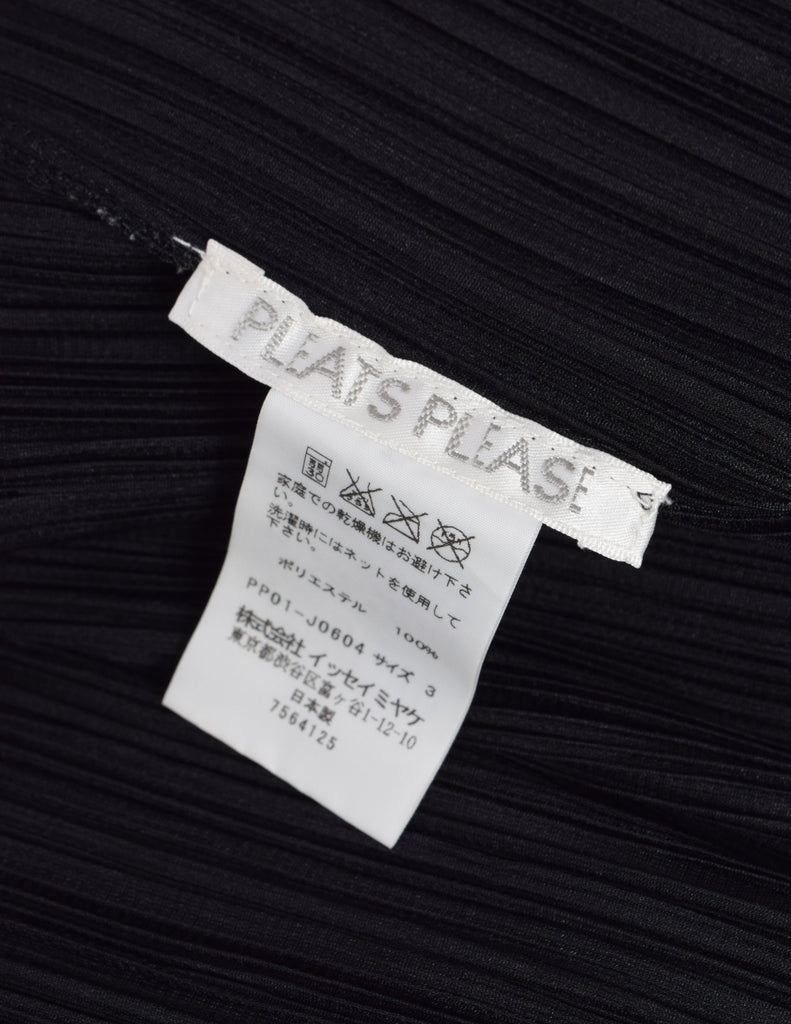 PLEATS PLEASE
家庭での乾燥機はお避け下さ
い。
洗濯時にはネットを使用して
下さい。
ポリエステル 100%
PP01-J0604 サイズ 3
株式会社 イッセイミヤケ
東京都渋谷区富ヶ谷1-12-10
日本製
7564125